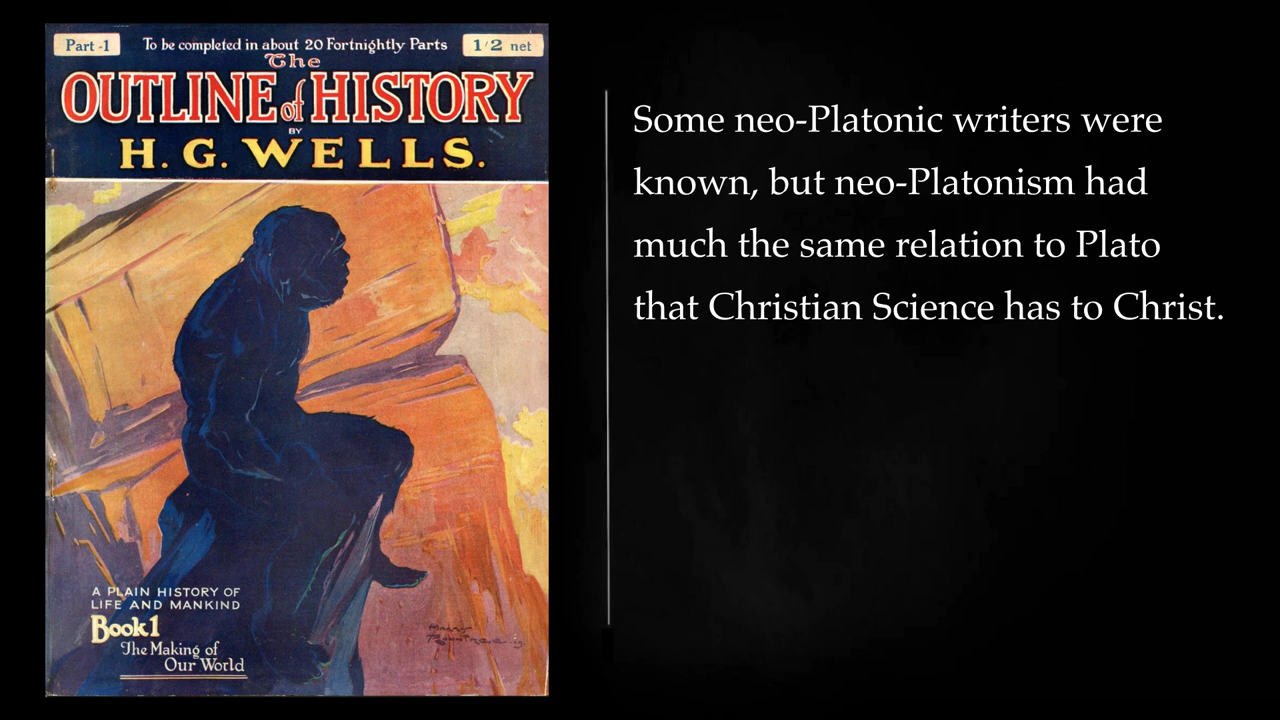 Part -1
To be completed in about 20 Fortnightly Parts
1/2 net
The
OUTLINE of HISTORY
BY
H. G. WELLS.
A PLAIN HISTORY OF
LIFE AND MANKIND
Book 1
The Making of
Our World
Some neo-Platonic writers were
known, but neo-Platonism had
much the same relation to Plato
that Christian Science has to Christ.